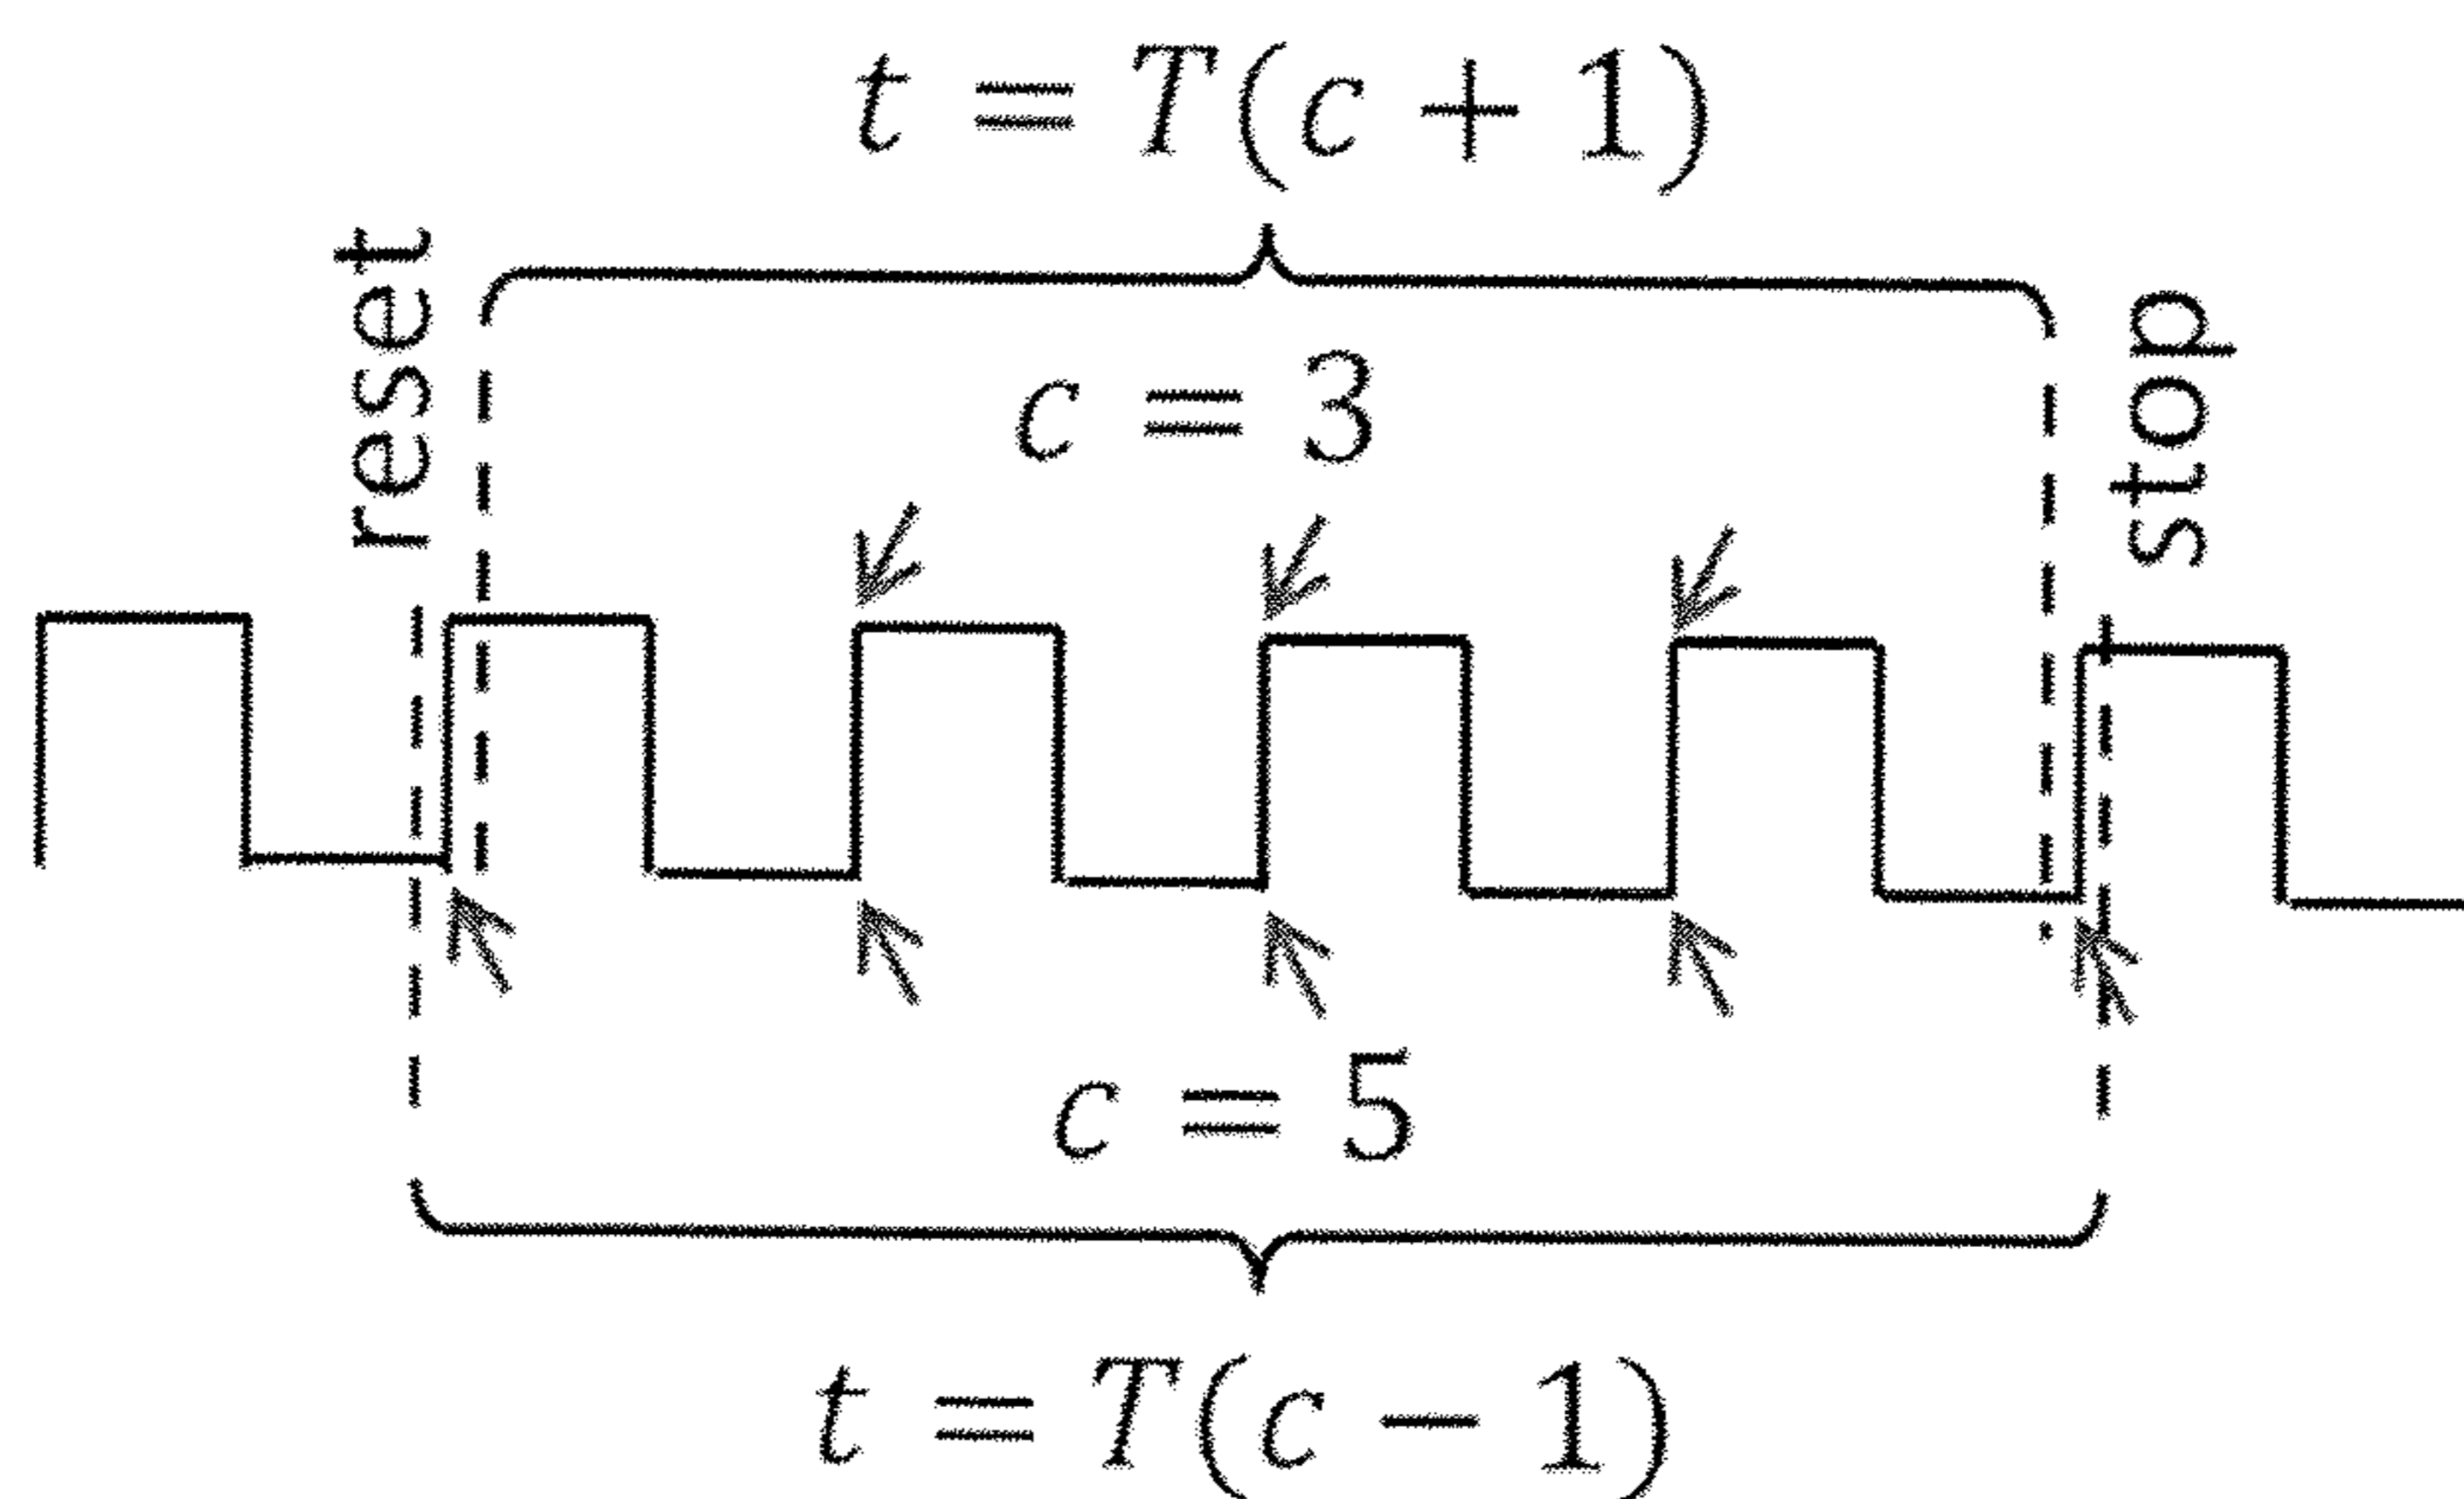 t = T(c + 1)
reset
stop
c = 3
c = 5
t = T(c − 1)